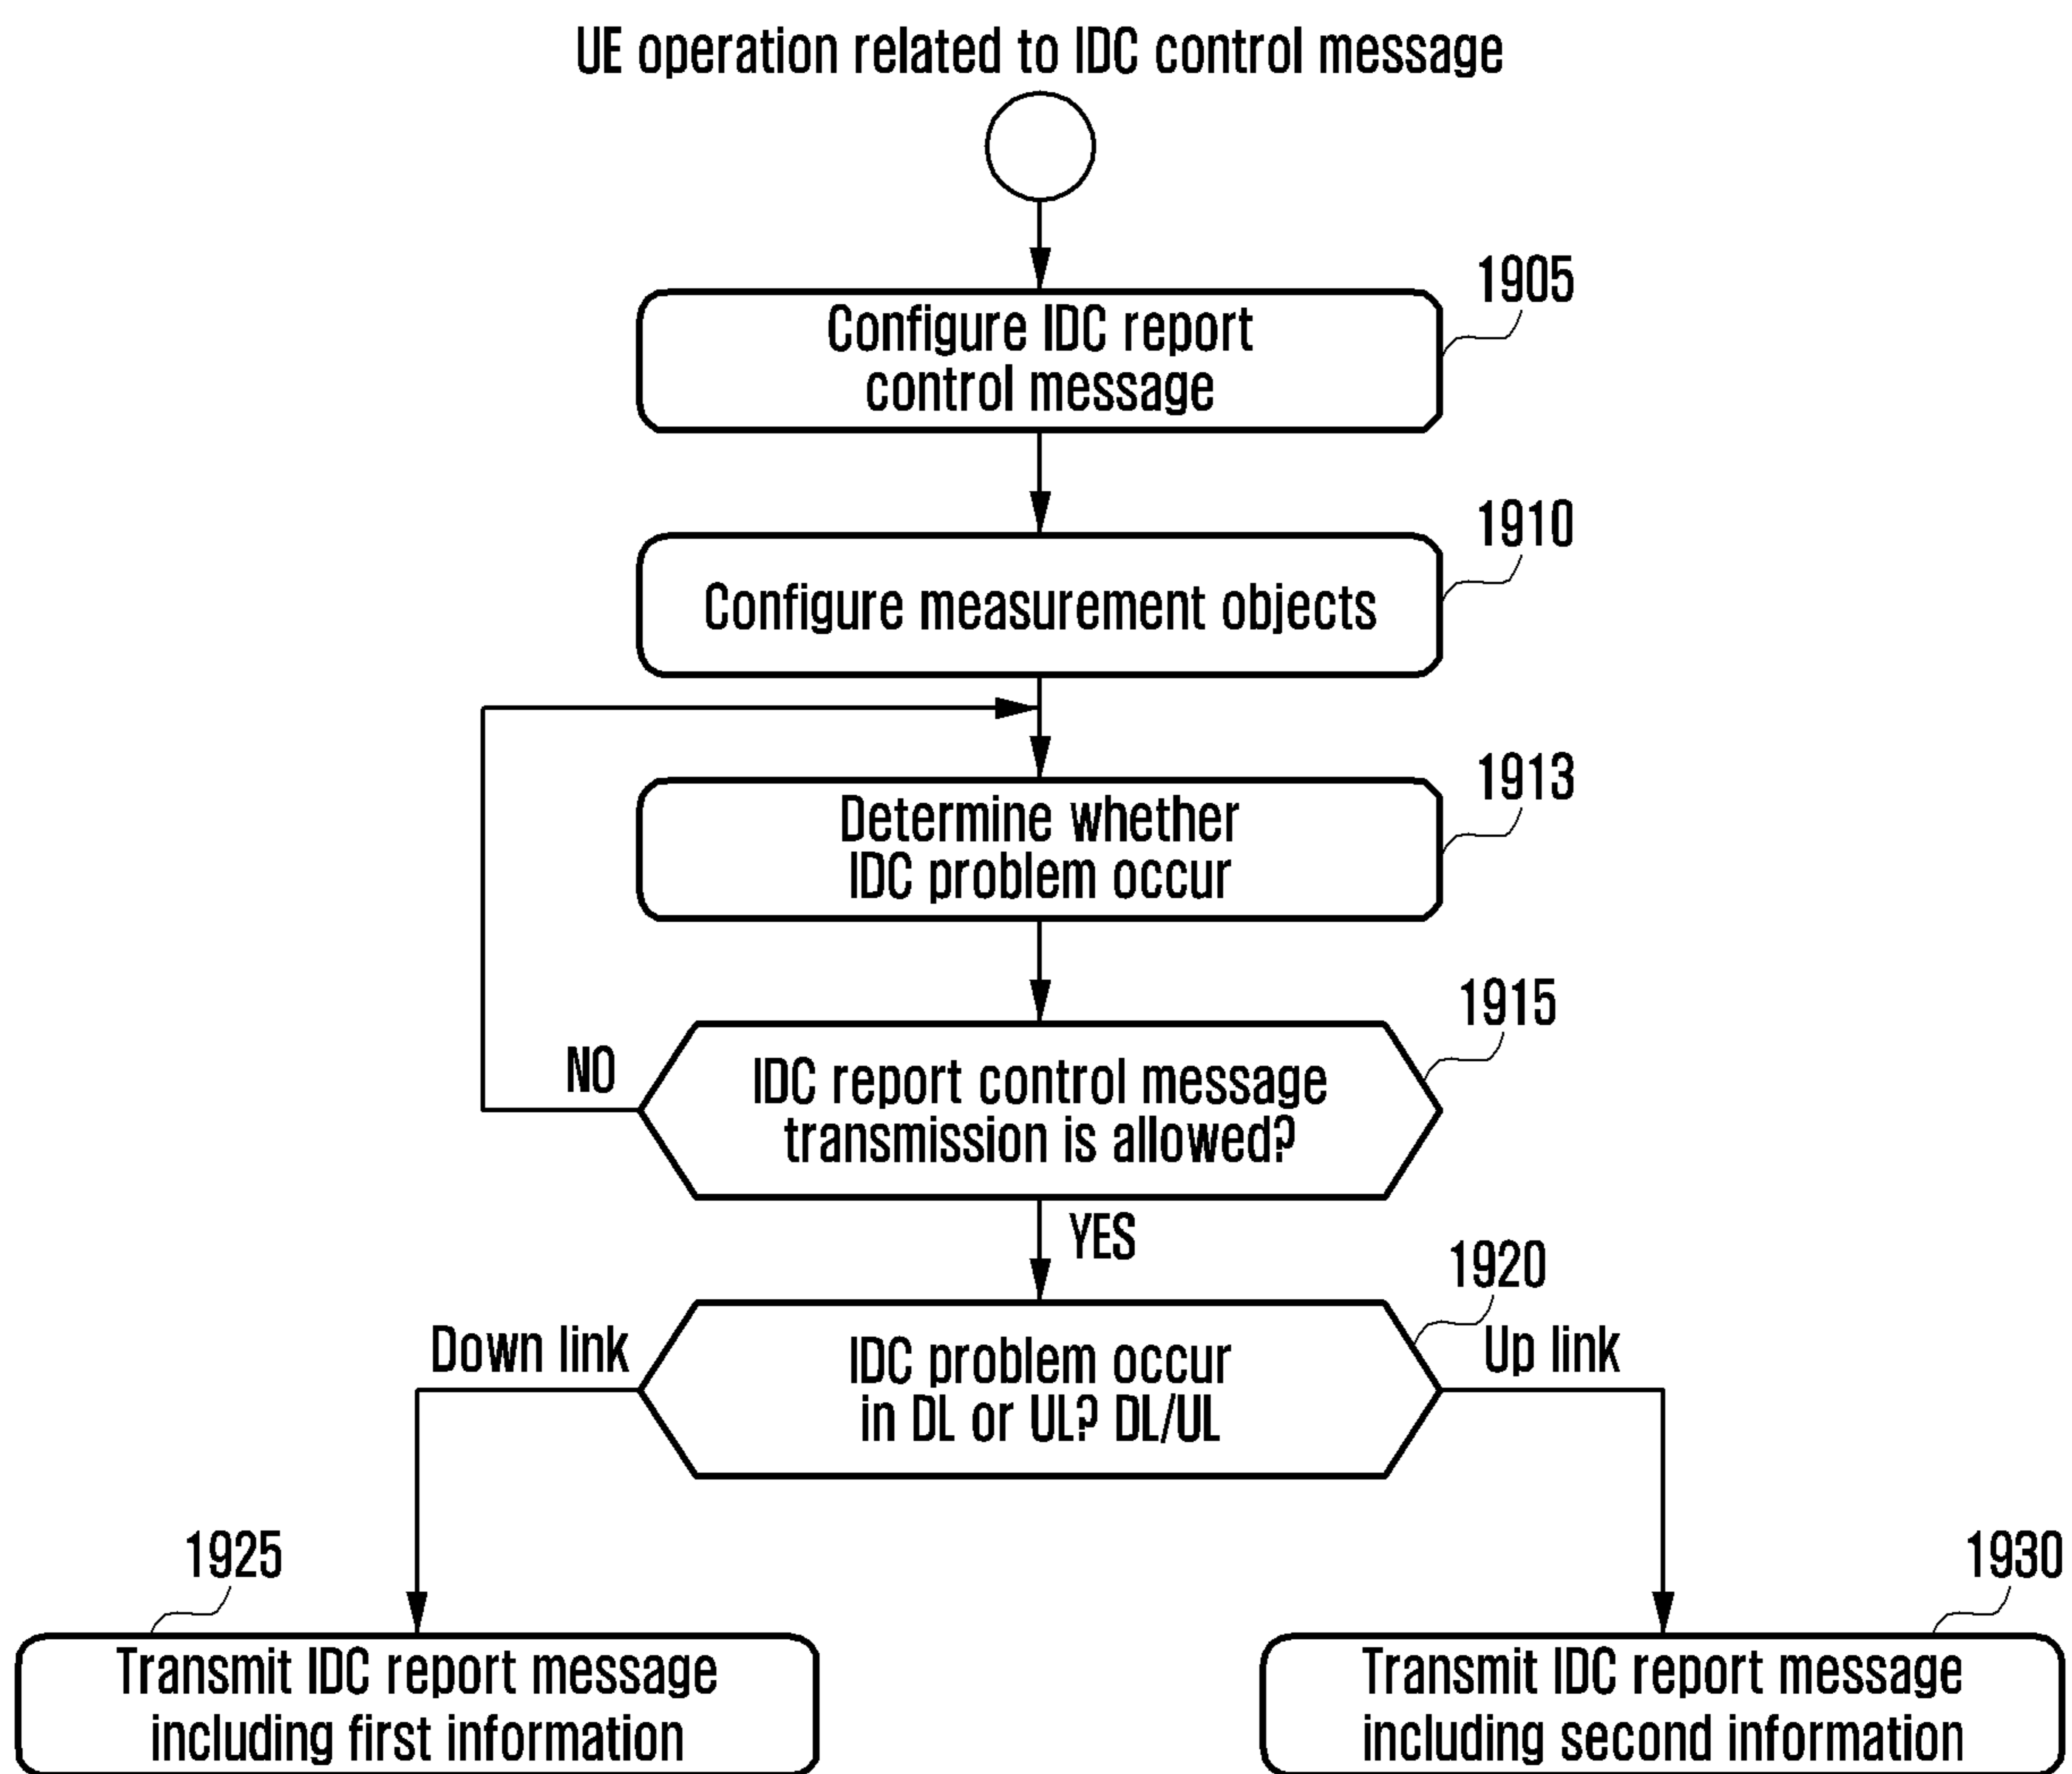 UE operation related to IDC control message
1905
Configure IDC report
control message
1910
Configure measurement objects
1913
Determine whether
IDC problem occur
1915
NO
IDC report control message
transmission is allowed?
YES
1920
Down link
IDC problem occur
in DL or UL? DL/UL
Up link
1925
Transmit IDC report message
including first information
1930
Transmit IDC report message
including second information